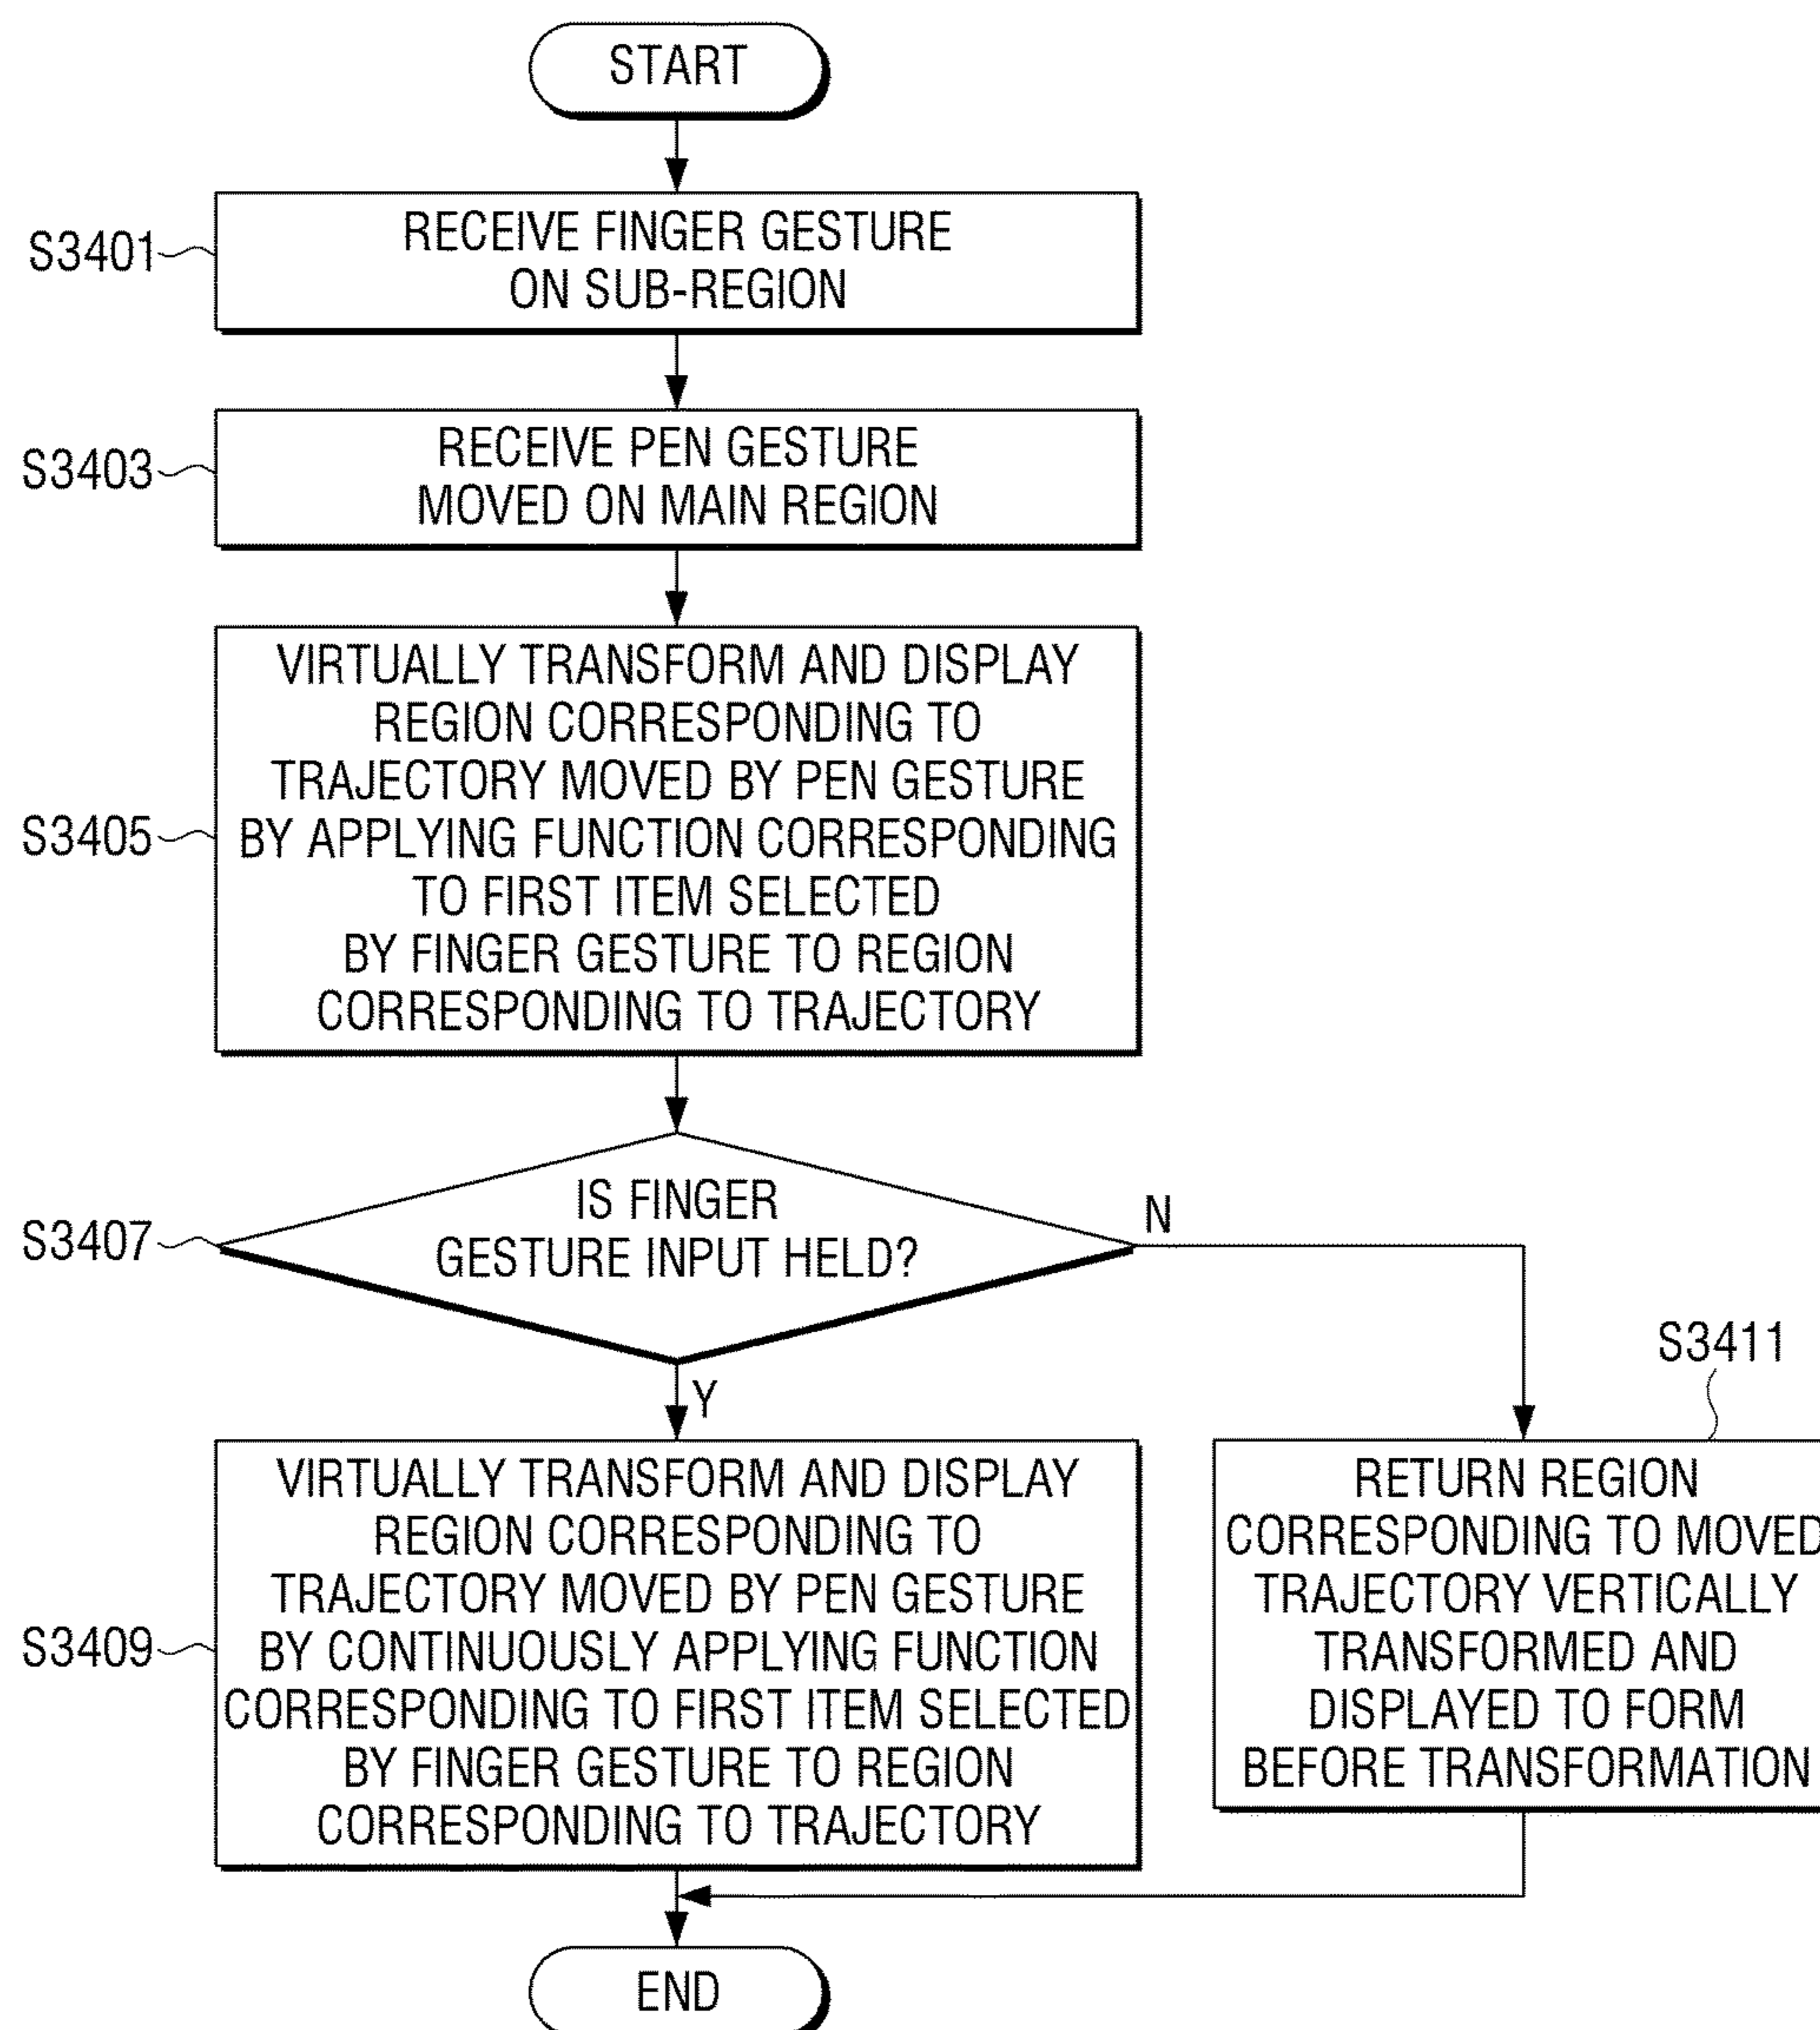 START
S3401
RECEIVE FINGER GESTURE
ON SUB-REGION
S3403
RECEIVE PEN GESTURE
MOVED ON MAIN REGION
S3405
VIRTUALLY TRANSFORM AND DISPLAY
REGION CORRESPONDING TO
TRAJECTORY MOVED BY PEN GESTURE
BY APPLYING FUNCTION CORRESPONDING
TO FIRST ITEM SELECTED
BY FINGER GESTURE TO REGION
CORRESPONDING TO TRAJECTORY
S3407
IS FINGER
GESTURE INPUT HELD?
N
Y
S3409
VIRTUALLY TRANSFORM AND DISPLAY
REGION CORRESPONDING TO
TRAJECTORY MOVED BY PEN GESTURE
BY CONTINUOUSLY APPLYING FUNCTION
CORRESPONDING TO FIRST ITEM SELECTED
BY FINGER GESTURE TO REGION
CORRESPONDING TO TRAJECTORY
S3411
RETURN REGION
CORRESPONDING TO MOVED
TRAJECTORY VERTICALLY
TRANSFORMED AND
DISPLAYED TO FORM
BEFORE TRANSFORMATION
END